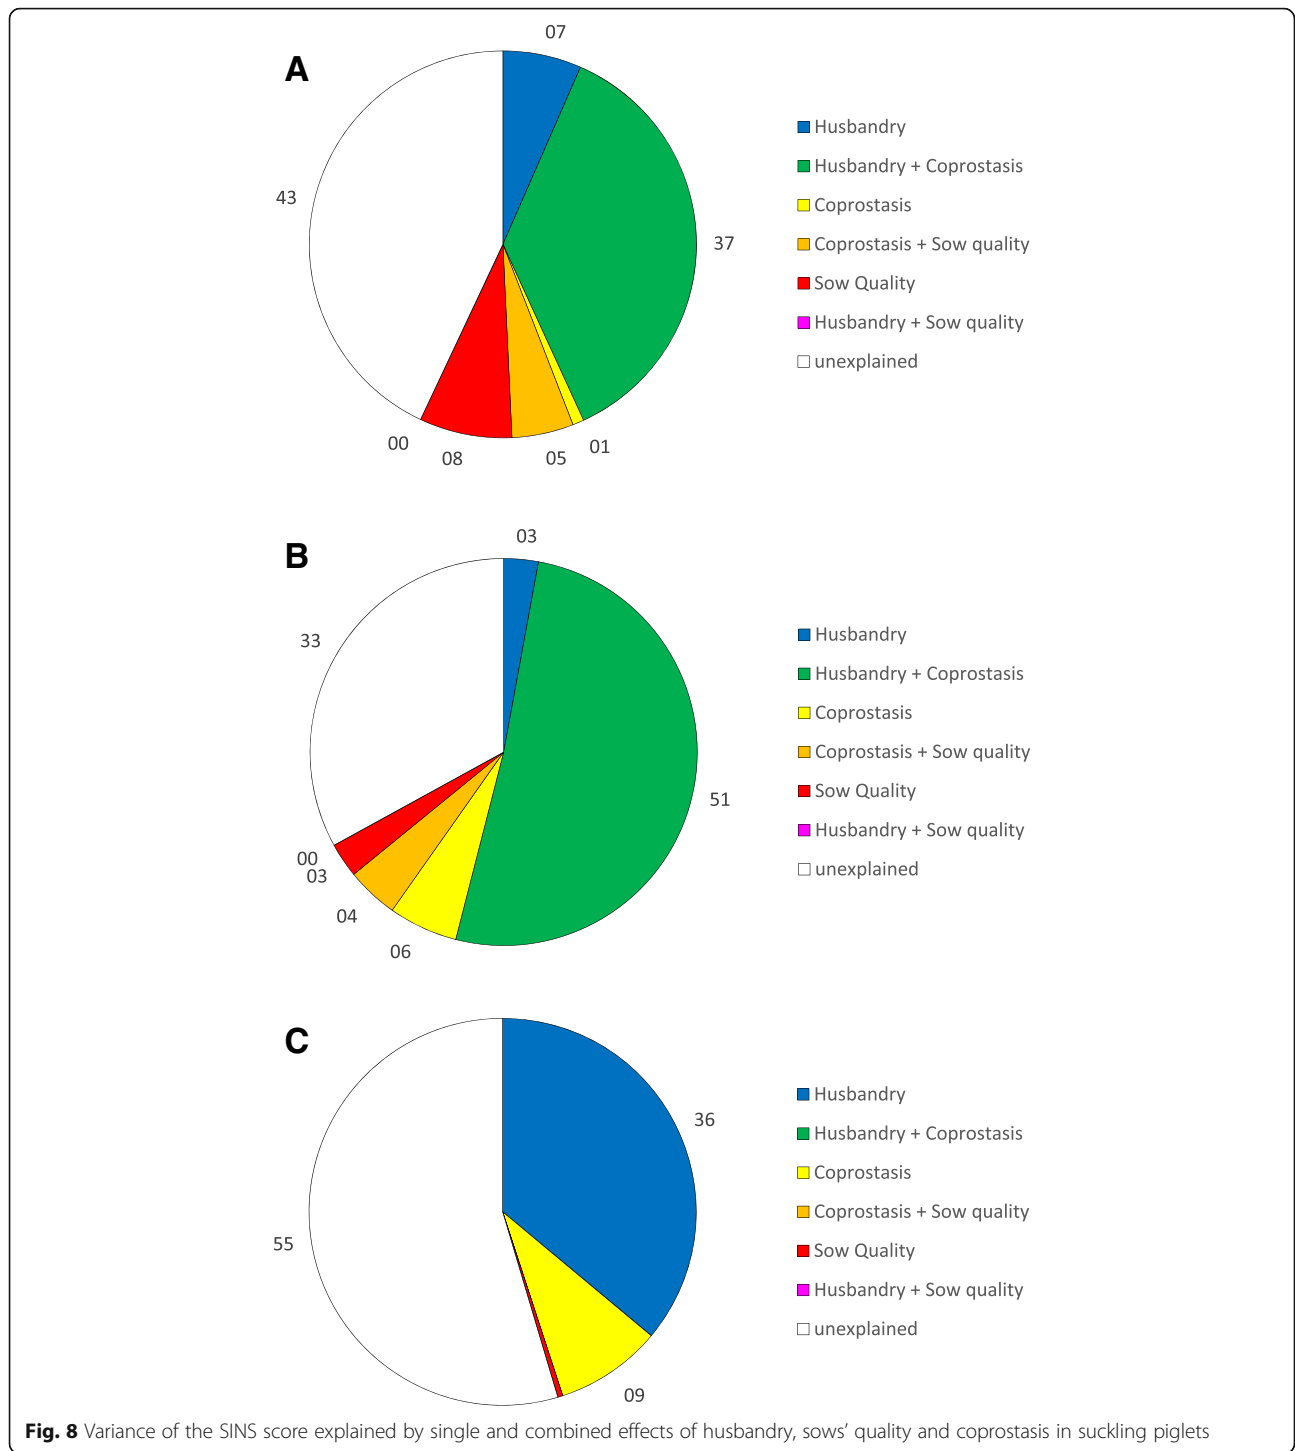 A
07
43
37
00
08
05
01
Husbandry
Husbandry + Coprostasis
Coprostasis
Coprostasis + Sow quality
Sow Quality
Husbandry + Sow quality
unexplained
B
03
33
51
00
03
04
06
Husbandry
Husbandry + Coprostasis
Coprostasis
Coprostasis + Sow quality
Sow Quality
Husbandry + Sow quality
unexplained
C
36
55
09
Husbandry
Husbandry + Coprostasis
Coprostasis
Coprostasis + Sow quality
Sow Quality
Husbandry + Sow quality
unexplained
Fig. 8 Variance of the SINS score explained by single and combined effects of husbandry, sows’ quality and coprostasis in suckling piglets